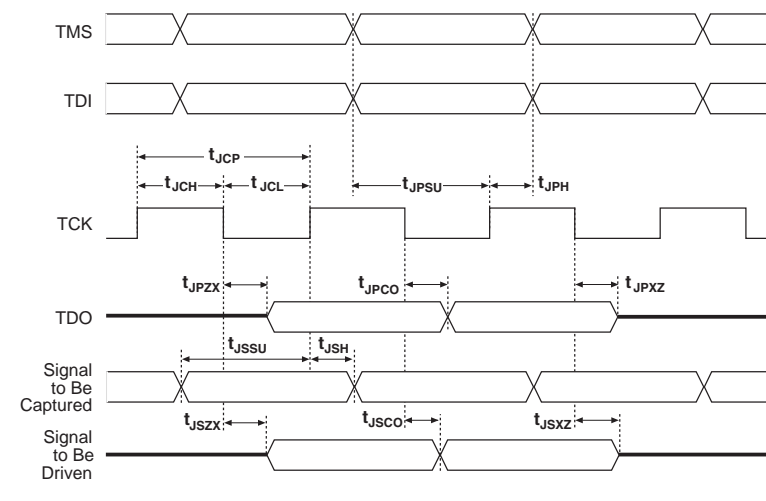 TMS
TDI
tJCP
tJCH
tJCL
tJPSU
tJPH
TCK
tJPZX
tJPCO
tJPXZ
TDO
tJSSU
tJSH
Signal
to Be
Captured
tJSZX
tJSCO
tJSXZ
Signal
to Be
Driven